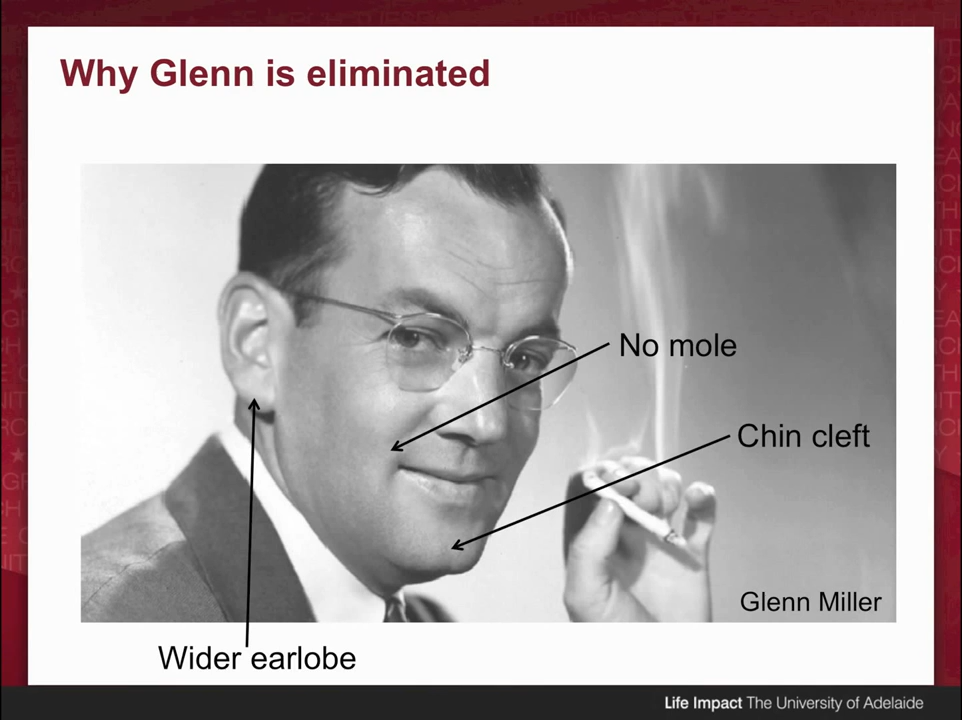 Why Glenn is eliminated
No mole
Chin cleft
Glenn Miller
Wider earlobe
Life Impact The University of Adelaide